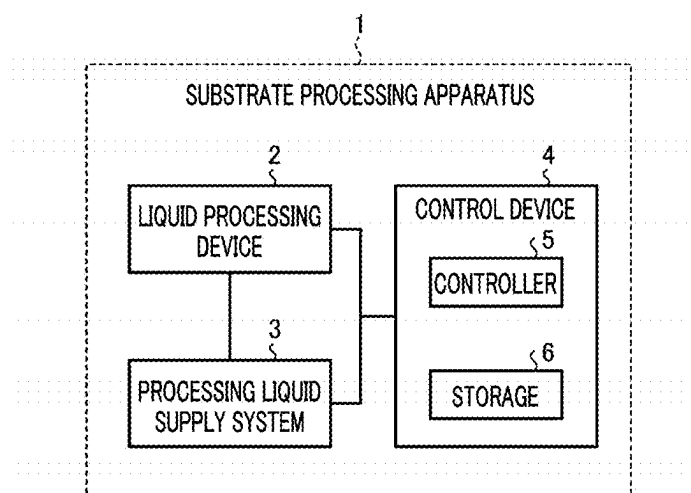 1
SUBSTRATE PROCESSING APPARATUS
2
LIQUID PROCESSING
DEVICE
3
PROCESSING LIQUID
SUPPLY SYSTEM
4
CONTROL DEVICE
5
CONTROLLER
6
STORAGE